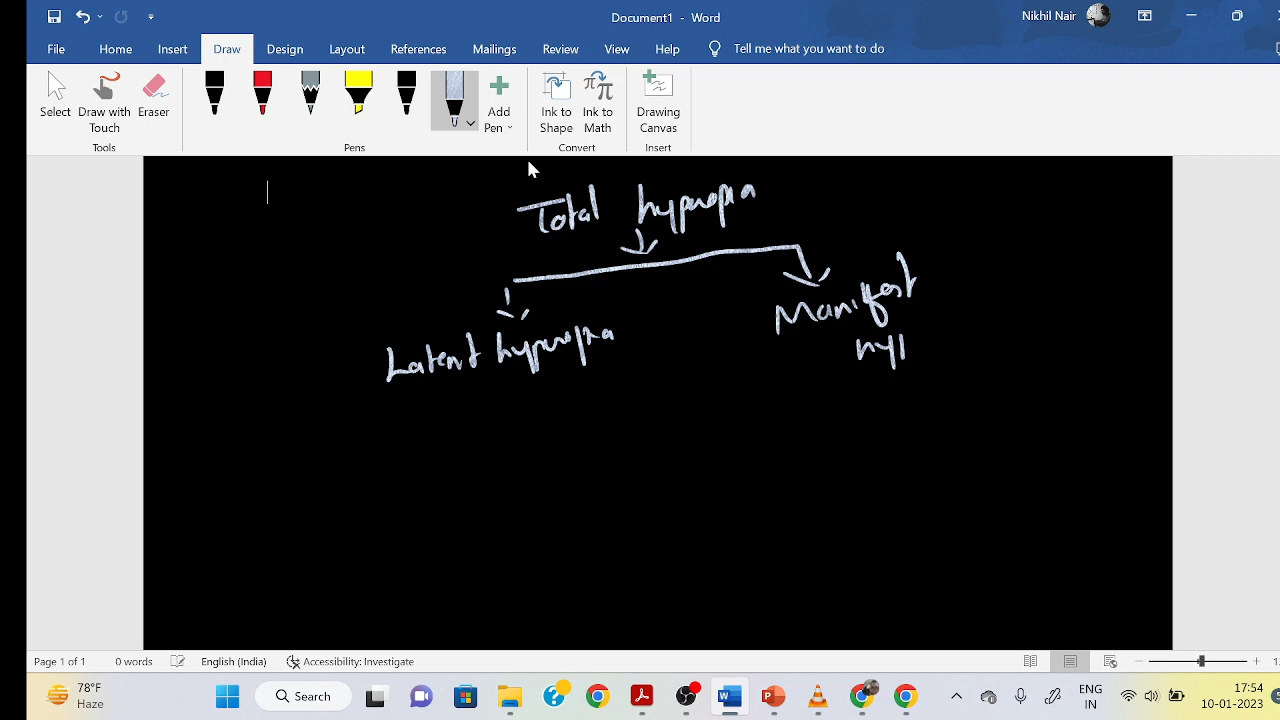 Document1 - Word
Nikhil Nair
File Home Insert Draw Design Layout References Mailings Review View Help Tell me what you want to do
Select
Draw with Touch
Eraser
Add Pen
Ink to Shape
Ink to Math
Drawing Canvas
Tools
Pens
Convert
Insert
Total hyperopia
Latent hyperopia
Manifest
hyp
Page 1 of 1 0 words English (India) Accessibility: Investigate
78°F
Haze
Search
ENG
IN
17:54
10-01-2023